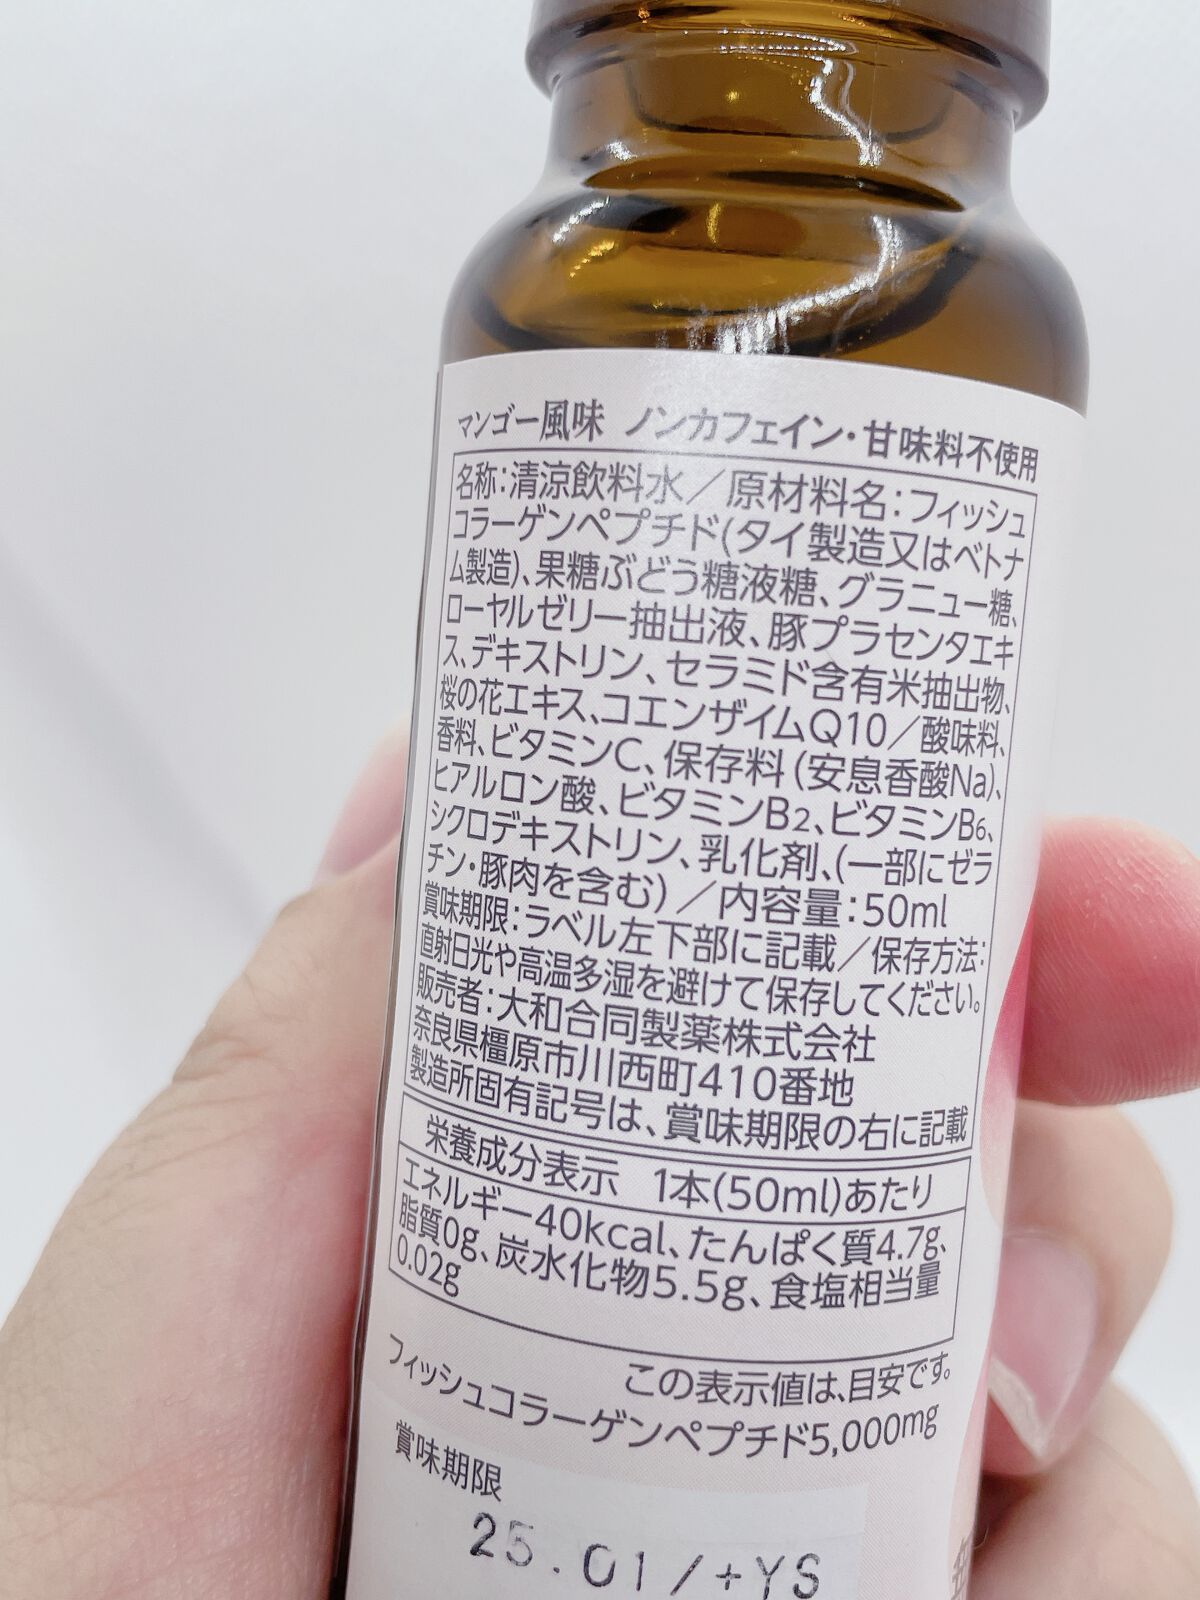 マンゴー風味 ノンカフェイン・甘味料不使用
名称：清涼飲料水／原材料名：フィッシュ
コラーゲンペプチド(タイ製造又はベトナ
ム製造)、果糖ぶどう糖液糖、グラニュー糖、
ローヤルゼリー抽出液、豚プラセンタエキ
ス、デキストリン、セラミド含有米抽出物、
桜の花エキス、コエンザイムQ10／酸味料、
香料、ビタミンC、保存料(安息香酸Na)、
ヒアルロン酸、ビタミンB2、ビタミンB6、
シクロデキストリン、乳化剤、(一部にゼラ
チン・豚肉を含む)／内容量：50ml
賞味期限：ラベル左下部に記載／保存方法：
直射日光や高温多湿を避けて保存してください。
販売者：大和合同製薬株式会社
奈良県橿原市川西町410番地
製造所固有記号は、賞味期限の右に記載
栄養成分表示 1本(50ml)あたり
エネルギー40kcal、たんぱく質4.7g、
脂質0g、炭水化物5.5g、食塩相当量
0.02g
この表示値は、目安です。
フィッシュコラーゲンペプチド5,000mg
賞味期限
25.01/+YS